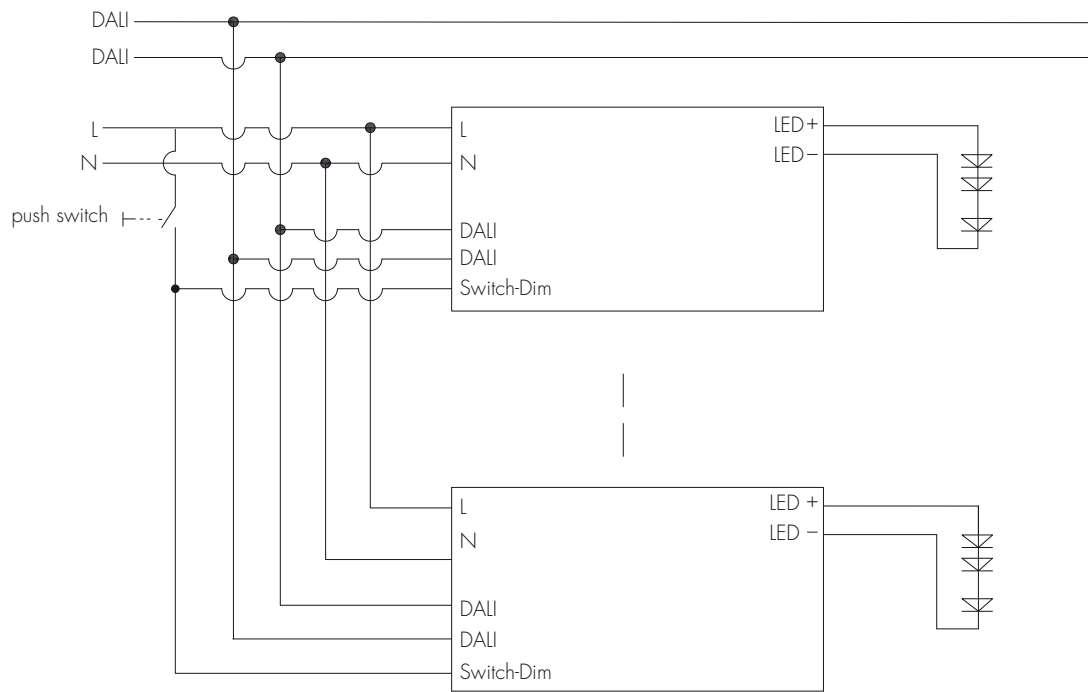 DALI
DALI
L
N
push switch
L
N
DALI
DALI
Switch-Dim
LED+
LED–
L
N
DALI
DALI
Switch-Dim
LED +
LED –